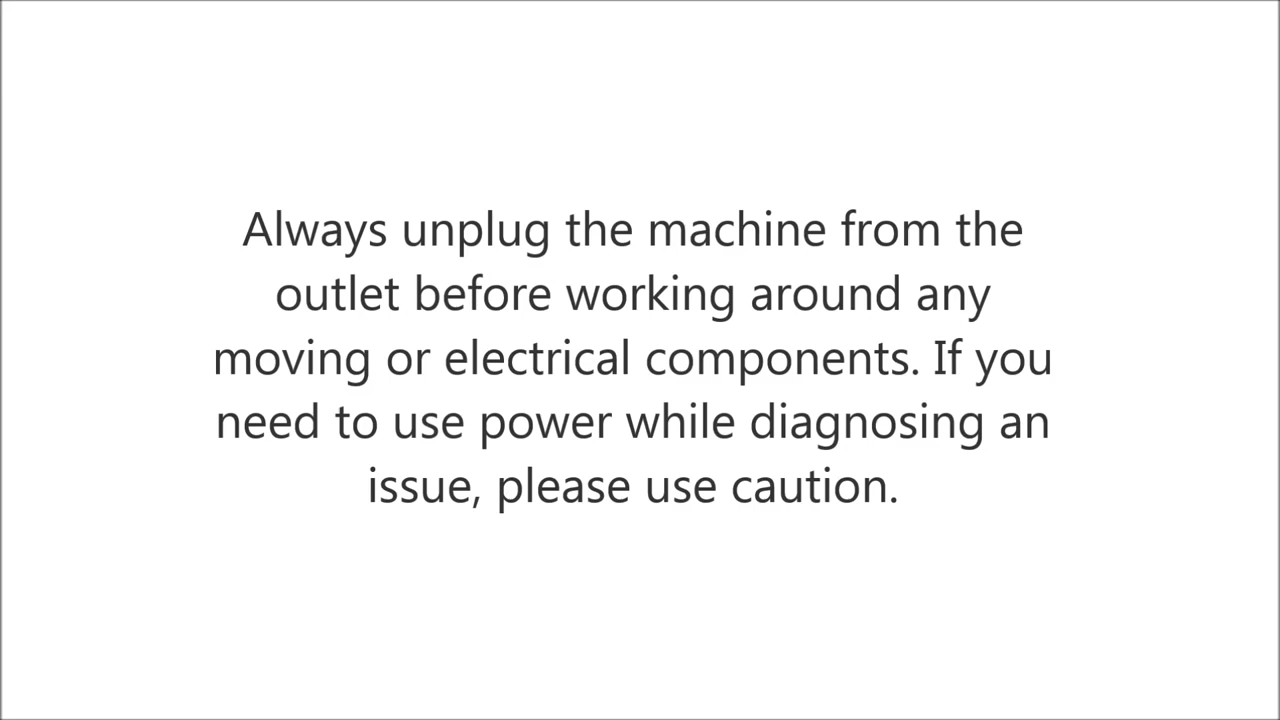 Always unplug the machine from the
outlet before working around any
moving or electrical components. If you
need to use power while diagnosing an
issue, please use caution.